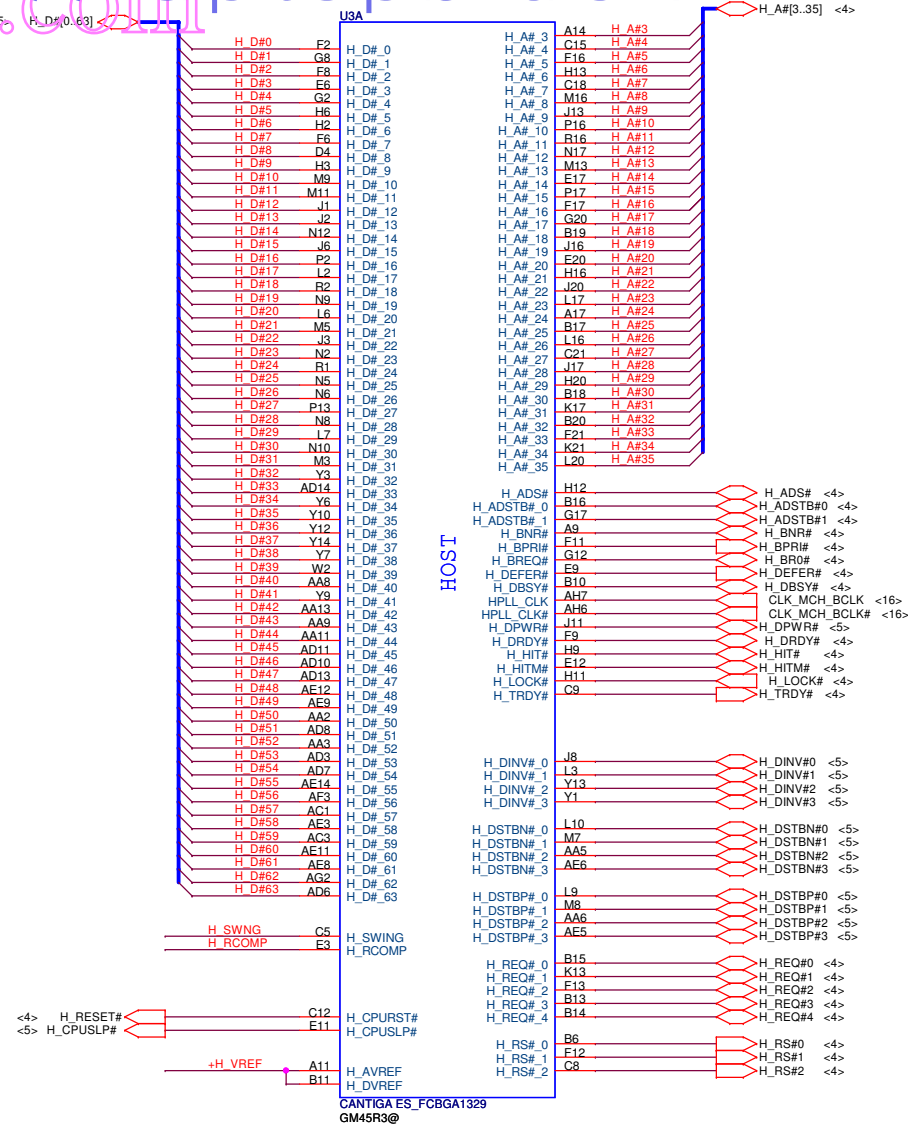 .com
H_D#[0..63]
U3A
H_A#[3..35] <4>
H_D#0 F2 H_D#_0
H_D#1 G8 H_D#_1
H_D#2 F8 H_D#_2
H_D#3 E6 H_D#_3
H_D#4 G2 H_D#_4
H_D#5 H6 H_D#_5
H_D#6 H2 H_D#_6
H_D#7 F6 H_D#_7
H_D#8 D4 H_D#_8
H_D#9 H3 H_D#_9
H_D#10 M9 H_D#_10
H_D#11 M11 H_D#_11
H_D#12 J1 H_D#_12
H_D#13 J2 H_D#_13
H_D#14 N12 H_D#_14
H_D#15 J6 H_D#_15
H_D#16 P2 H_D#_16
H_D#17 L2 H_D#_17
H_D#18 R2 H_D#_18
H_D#19 N9 H_D#_19
H_D#20 L6 H_D#_20
H_D#21 M5 H_D#_21
H_D#22 J3 H_D#_22
H_D#23 N2 H_D#_23
H_D#24 R1 H_D#_24
H_D#25 N5 H_D#_25
H_D#26 N6 H_D#_26
H_D#27 P13 H_D#_27
H_D#28 N8 H_D#_28
H_D#29 L7 H_D#_29
H_D#30 N10 H_D#_30
H_D#31 M3 H_D#_31
H_D#32 Y3 H_D#_32
H_D#33 AD14 H_D#_33
H_D#34 Y6 H_D#_34
H_D#35 Y10 H_D#_35
H_D#36 Y12 H_D#_36
H_D#37 Y14 H_D#_37
H_D#38 Y7 H_D#_38
H_D#39 W2 H_D#_39
H_D#40 AA8 H_D#_40
H_D#41 Y9 H_D#_41
H_D#42 AA13 H_D#_42
H_D#43 AA9 H_D#_43
H_D#44 AA11 H_D#_44
H_D#45 AD11 H_D#_45
H_D#46 AD10 H_D#_46
H_D#47 AD13 H_D#_47
H_D#48 AE12 H_D#_48
H_D#49 AE9 H_D#_49
H_D#50 AA2 H_D#_50
H_D#51 AD8 H_D#_51
H_D#52 AA3 H_D#_52
H_D#53 AD3 H_D#_53
H_D#54 AD7 H_D#_54
H_D#55 AE14 H_D#_55
H_D#56 AF3 H_D#_56
H_D#57 AC1 H_D#_57
H_D#58 AE3 H_D#_58
H_D#59 AC3 H_D#_59
H_D#60 AE11 H_D#_60
H_D#61 AE8 H_D#_61
H_D#62 AG2 H_D#_62
H_D#63 AD6 H_D#_63
H_SWNG C5 H_SWING
H_RCOMP E3 H_RCOMP
<4> H_RESET# C12 H_CPURST#
<5> H_CPUSLP# E11 H_CPUSLP#
+H_VREF A11 H_AVREF
B11 H_DVREF
HOST
H_A#_3 A14 H_A#3
H_A#_4 C15 H_A#4
H_A#_5 F16 H_A#5
H_A#_6 H13 H_A#6
H_A#_7 C18 H_A#7
H_A#_8 M16 H_A#8
H_A#_9 J13 H_A#9
H_A#_10 P16 H_A#10
H_A#_11 R16 H_A#11
H_A#_12 N17 H_A#12
H_A#_13 M13 H_A#13
H_A#_14 E17 H_A#14
H_A#_15 P17 H_A#15
H_A#_16 F17 H_A#16
H_A#_17 G20 H_A#17
H_A#_18 B19 H_A#18
H_A#_19 J16 H_A#19
H_A#_20 E20 H_A#20
H_A#_21 H16 H_A#21
H_A#_22 J20 H_A#22
H_A#_23 L17 H_A#23
H_A#_24 A17 H_A#24
H_A#_25 B17 H_A#25
H_A#_26 L16 H_A#26
H_A#_27 C21 H_A#27
H_A#_28 J17 H_A#28
H_A#_29 H20 H_A#29
H_A#_30 B18 H_A#30
H_A#_31 K17 H_A#31
H_A#_32 B20 H_A#32
H_A#_33 F21 H_A#33
H_A#_34 K21 H_A#34
H_A#_35 L20 H_A#35
H_ADS# H12 H_ADS# <4>
H_ADSTB#_0 B16 H_ADSTB#0 <4>
H_ADSTB#_1 G17 H_ADSTB#1 <4>
H_BNR# A9 H_BNR# <4>
H_BPRI# F11 H_BPRI# <4>
H_BREQ# G12 H_BR0# <4>
H_DEFER# E9 H_DEFER# <4>
H_DBSY# B10 H_DBSY# <4>
HPLL_CLK AH7 CLK_MCH_BCLK <16>
HPLL_CLK# AH6 CLK_MCH_BCLK# <16>
H_DPWR# J11 H_DPWR# <5>
H_DRDY# F9 H_DRDY# <4>
H_HIT# H9 H_HIT# <4>
H_HITM# E12 H_HITM# <4>
H_LOCK# H11 H_LOCK# <4>
H_TRDY# C9 H_TRDY# <4>
H_DINV#_0 J8 H_DINV#0 <5>
H_DINV#_1 L3 H_DINV#1 <5>
H_DINV#_2 Y13 H_DINV#2 <5>
H_DINV#_3 Y1 H_DINV#3 <5>
H_DSTBN#_0 L10 H_DSTBN#0 <5>
H_DSTBN#_1 M7 H_DSTBN#1 <5>
H_DSTBN#_2 AA5 H_DSTBN#2 <5>
H_DSTBN#_3 AE6 H_DSTBN#3 <5>
H_DSTBP#_0 L9 H_DSTBP#0 <5>
H_DSTBP#_1 M8 H_DSTBP#1 <5>
H_DSTBP#_2 AA6 H_DSTBP#2 <5>
H_DSTBP#_3 AE5 H_DSTBP#3 <5>
H_REQ#_0 B15 H_REQ#0 <4>
H_REQ#_1 K13 H_REQ#1 <4>
H_REQ#_2 F13 H_REQ#2 <4>
H_REQ#_3 B13 H_REQ#3 <4>
H_REQ#_4 B14 H_REQ#4 <4>
H_RS#_0 B6 H_RS#0 <4>
H_RS#_1 F12 H_RS#1 <4>
H_RS#_2 C8 H_RS#2 <4>
CANTIGA ES_FCBGA1329
GM45R3@